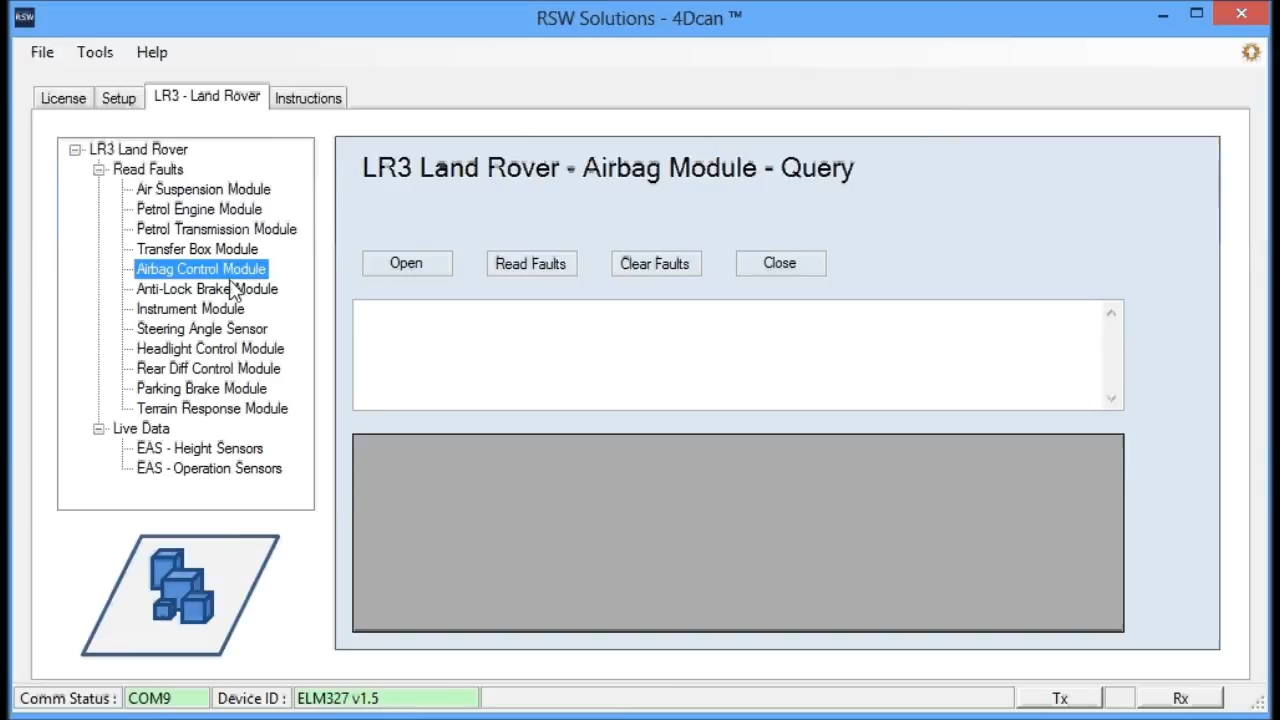 RSW
RSW Solutions - 4Dcan ™
File Tools Help
License Setup LR3 - Land Rover Instructions
LR3 Land Rover
Read Faults
Air Suspension Module
Petrol Engine Module
Petrol Transmission Module
Transfer Box Module
Airbag Control Module
Anti-Lock Brake Module
Instrument Module
Steering Angle Sensor
Headlight Control Module
Rear Diff Control Module
Parking Brake Module
Terrain Response Module
Live Data
EAS - Height Sensors
EAS - Operation Sensors
LR3 Land Rover - Airbag Module - Query
Open Read Faults Clear Faults Close
Comm Status : COM9 Device ID : ELM327 v1.5 Tx Rx